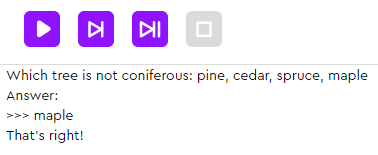 Which tree is not coniferous: pine, cedar, spruce, maple
Answer:
>>> maple
That's right!